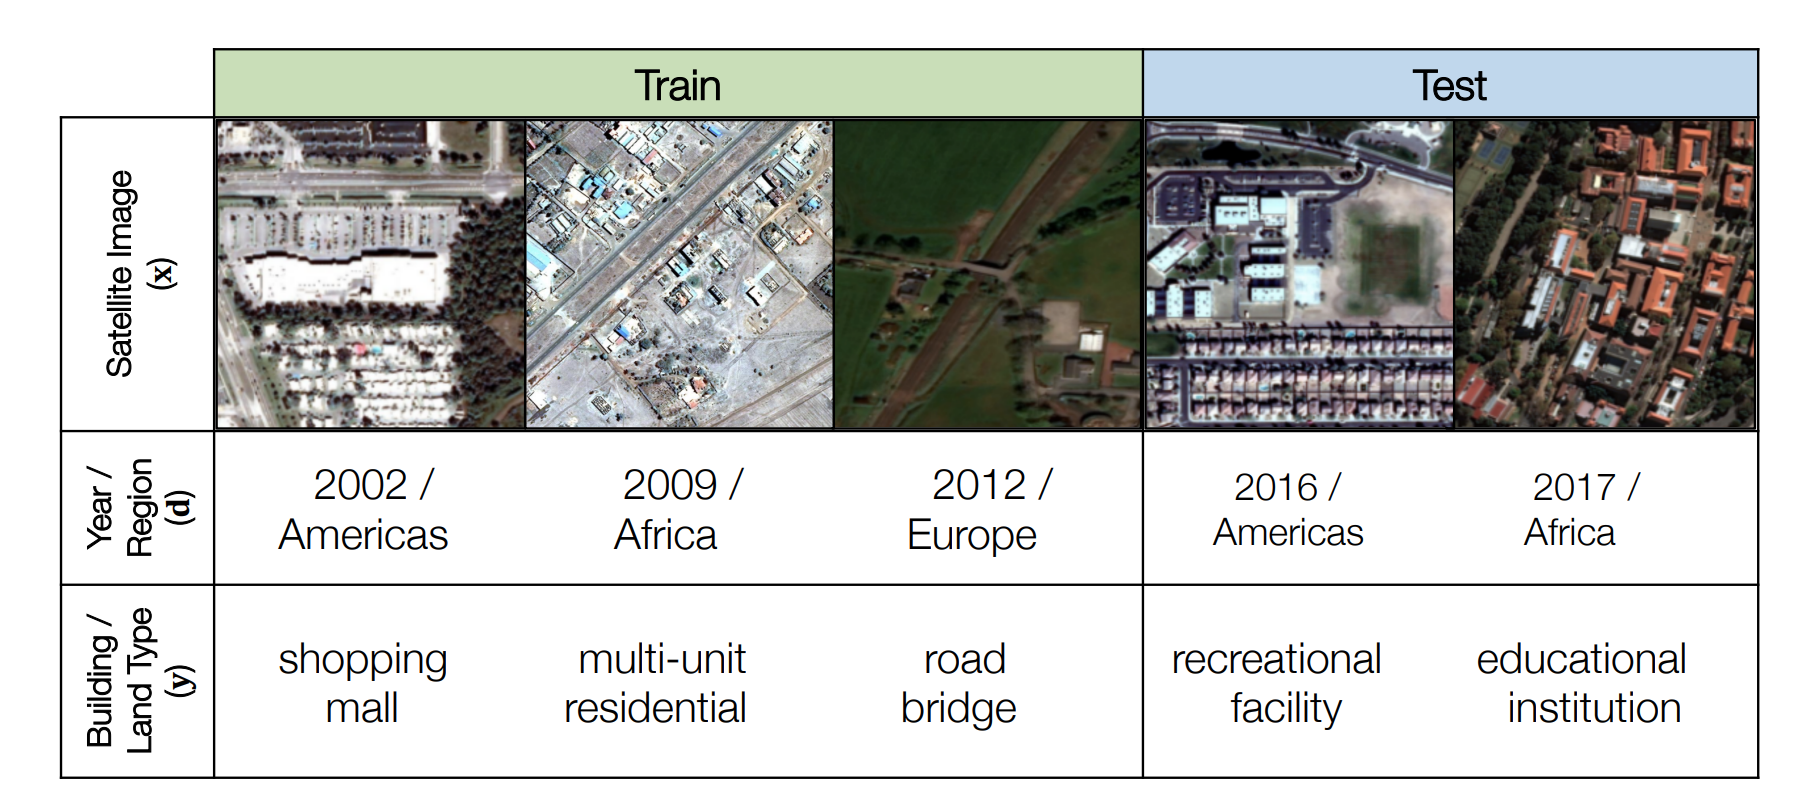 Train
Test
Satellite Image
(x)
Year /
Region
(d)
2002 /
Americas
2009 /
Africa
2012 /
Europe
2016 /
Americas
2017 /
Africa
Building /
Land Type
(y)
shopping
mall
multi-unit
residential
road
bridge
recreational
facility
educational
institution